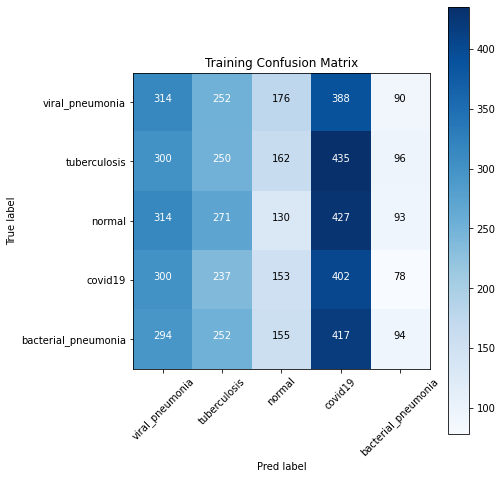 Training Confusion Matrix
True label
viral_pneumonia 314 252 176 388 90
tuberculosis 300 250 162 435 96
normal 314 271 130 427 93
covid19 300 237 153 402 78
bacterial_pneumonia 294 252 155 417 94
viral_pneumonia tuberculosis normal covid19 bacterial_pneumonia
Pred label
400
350
300
250
200
150
100